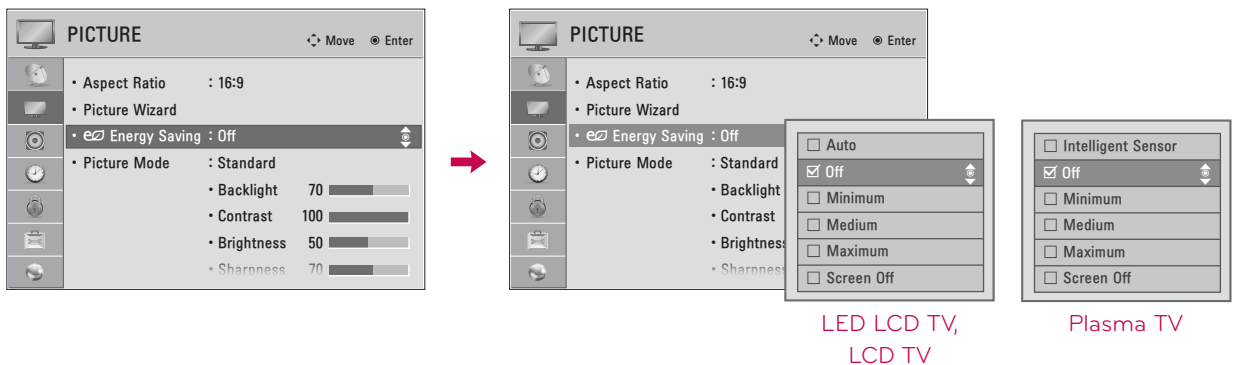 PICTURE
Move Enter
• Aspect Ratio : 16:9
• Picture Wizard
• Energy Saving : Off
• Picture Mode : Standard
• Backlight 70
• Contrast 100
• Brightness 50
• Sharpness 70
PICTURE
Move Enter
• Aspect Ratio : 16:9
• Picture Wizard
• Energy Saving : Off
• Picture Mode : Standard
• Backlight
• Contrast
• Brightness
• Sharpness
Auto
Off
Minimum
Medium
Maximum
Screen Off
LED LCD TV,
LCD TV
Intelligent Sensor
Off
Minimum
Medium
Maximum
Screen Off
Plasma TV